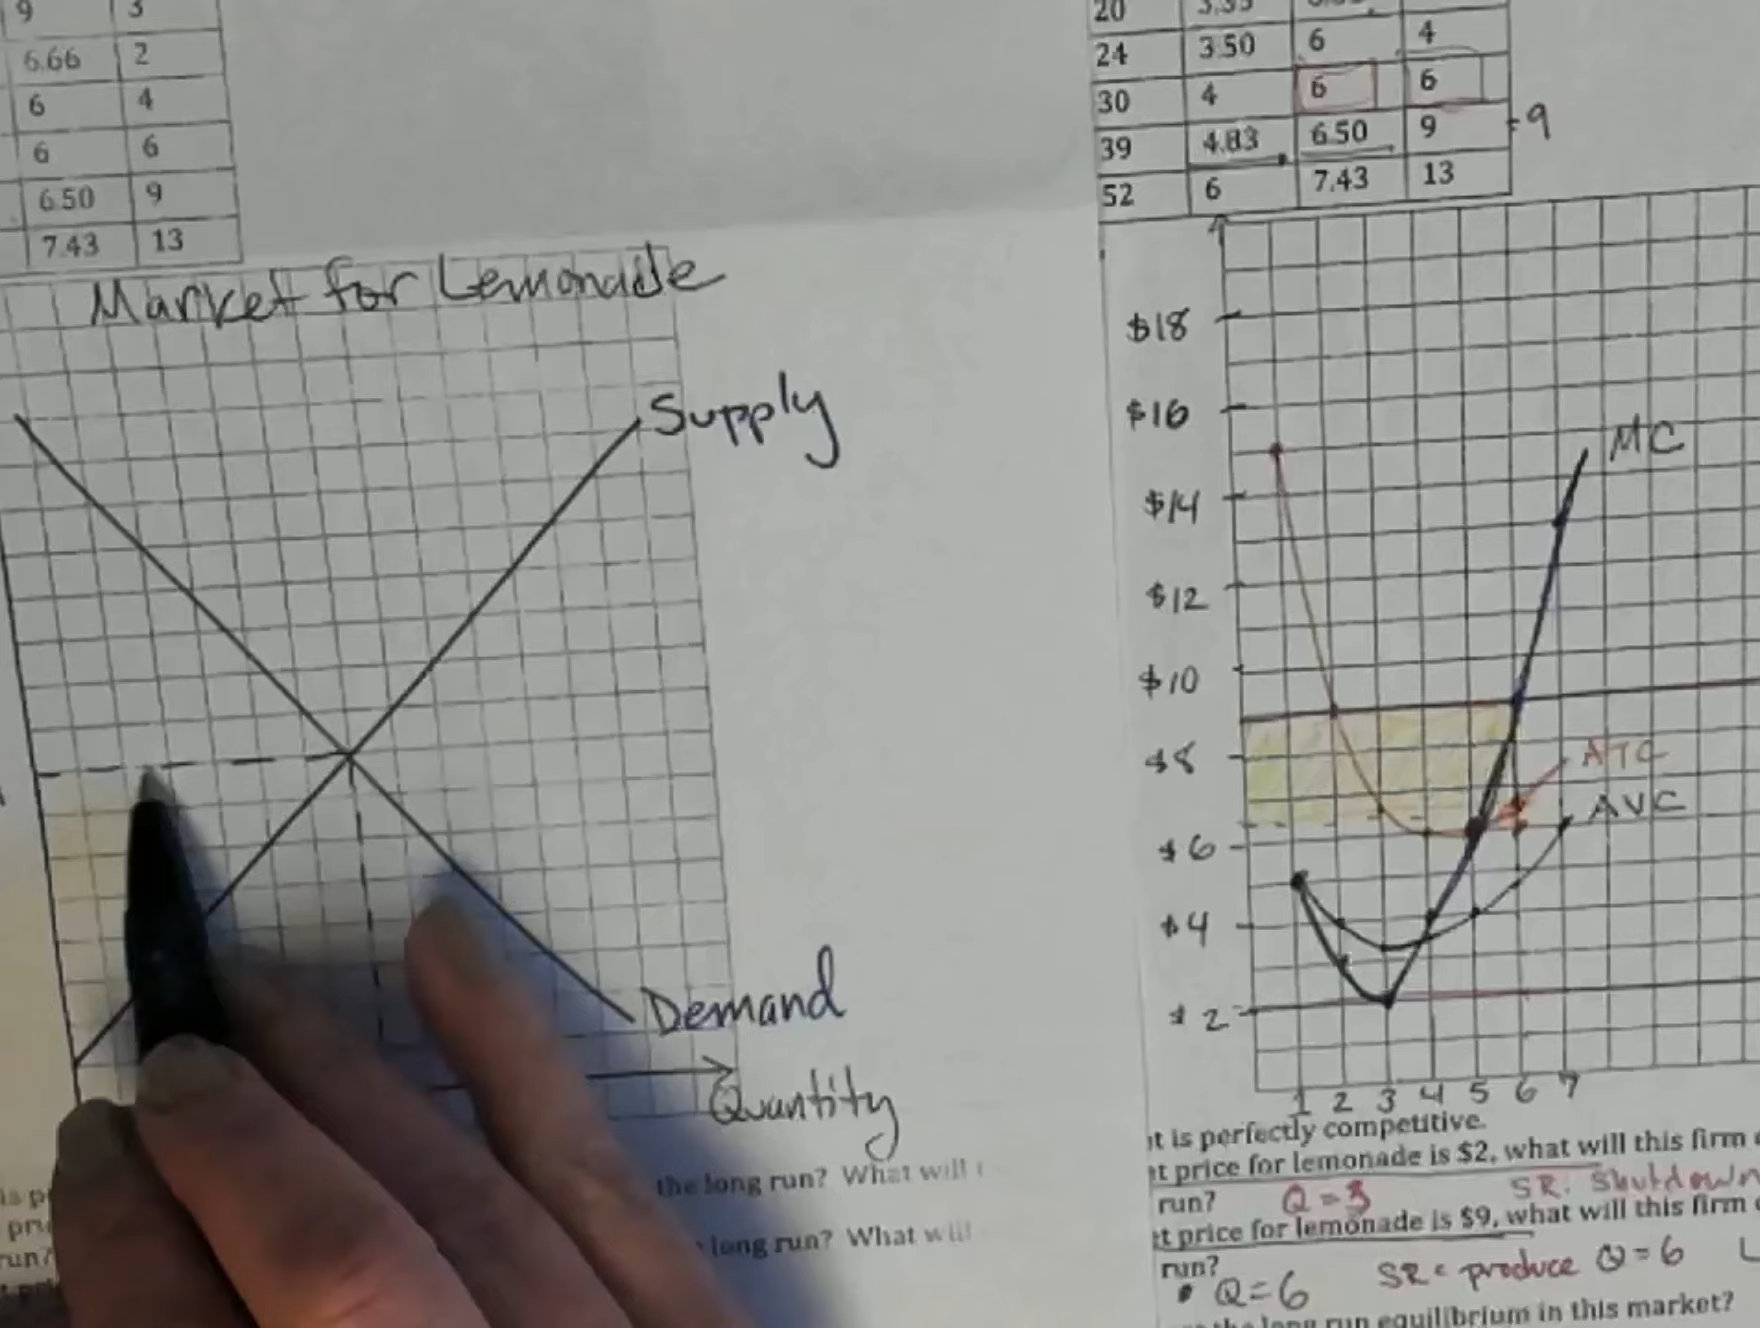 9 3
6.66 2
6 4
6 6
6.50 9
7.43 13
20 3.35
24 3.50 6 4
30 4 6 6
39 4.83 6.50 9 = 9
52 6 7.43 13
Market for Lemonade
Supply
Demand
Quantity
$18
$16
$14
$12
$10
$8
$6
$4
$2
MC
ATC
AVC
1 2 3 4 5 6 7
the long run? What will
long run? What will
run?
t is perfectly competitive.
t price for lemonade is $2, what will this firm
run? Q = 3 SR: Shutdown
t price for lemonade is $9, what will this firm
run?
• Q = 6 SR: produce Q = 6 L
the long run equilibrium in this market?